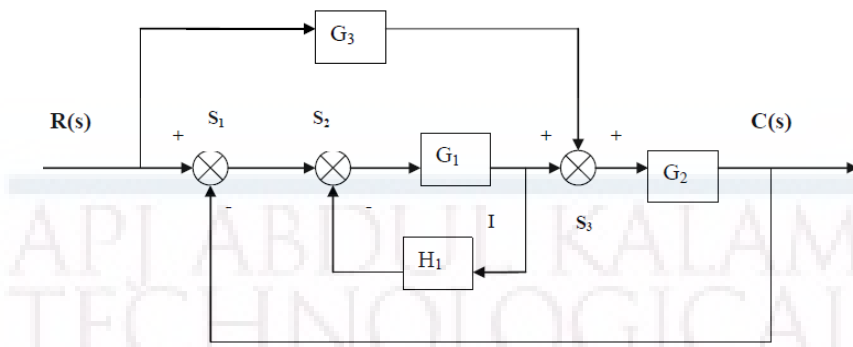 G3
R(s)
S1
S2
C(s)
+
+
+
G1
G2
-
-
I
S3
H1
APJ ABDUL KALAM
TECHNOLOGICAL